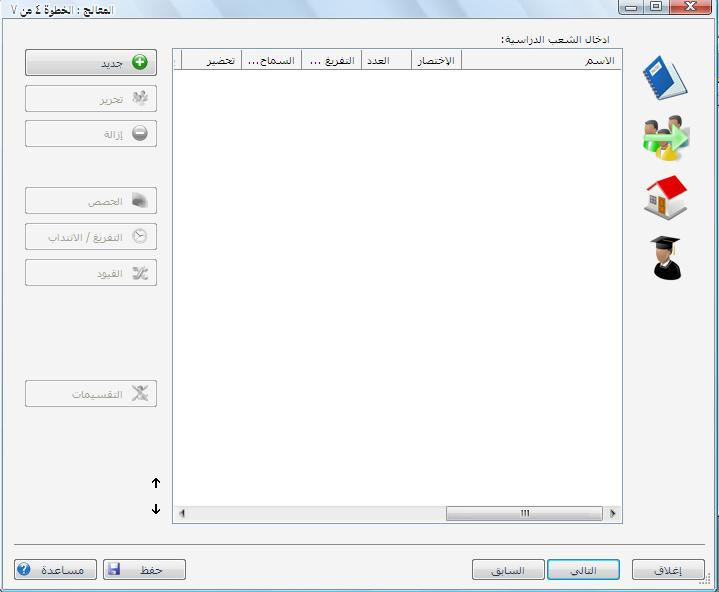 المعالج : الخطوة ٤ من ٧
ادخال الشعب الدراسية:
الاسم الإختصار العدد التفريغ ... السماح... تحضير
جديد
تحرير
إزالة
الحصص
التفريغ / الانتداب
القيود
التقسيمات
إغلاق التالي السابق حفظ مساعدة